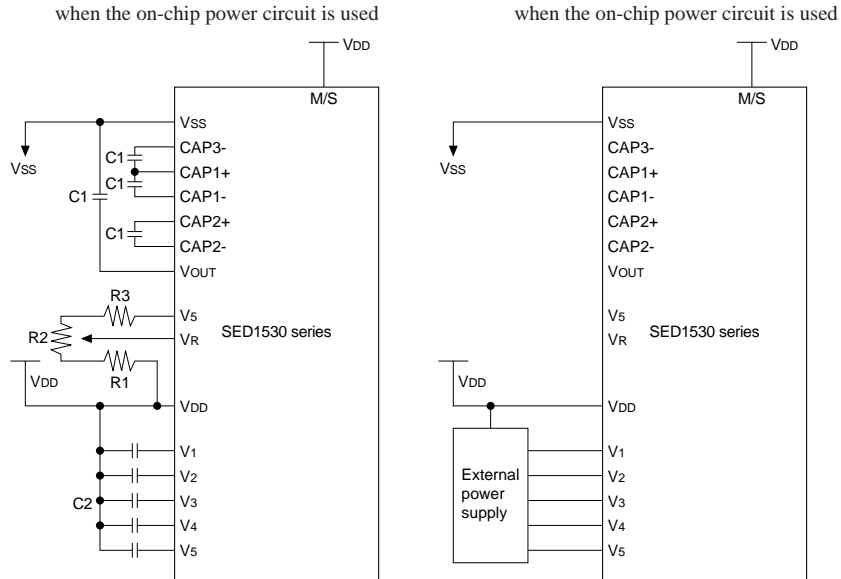 when the on-chip power circuit is used
VDD
M/S
VSS
CAP3-
C1
CAP1+
VSS
C1
C1
CAP1-
CAP2+
C1
CAP2-
VOUT
R3
V5
R2
VR
SED1530 series
R1
VDD
VDD
V1
V2
C2
V3
V4
V5
when the on-chip power circuit is used
VDD
M/S
VSS
CAP3-
VSS
CAP1+
CAP1-
CAP2+
CAP2-
VOUT
V5
VR
SED1530 series
VDD
VDD
External
power
supply
V1
V2
V3
V4
V5